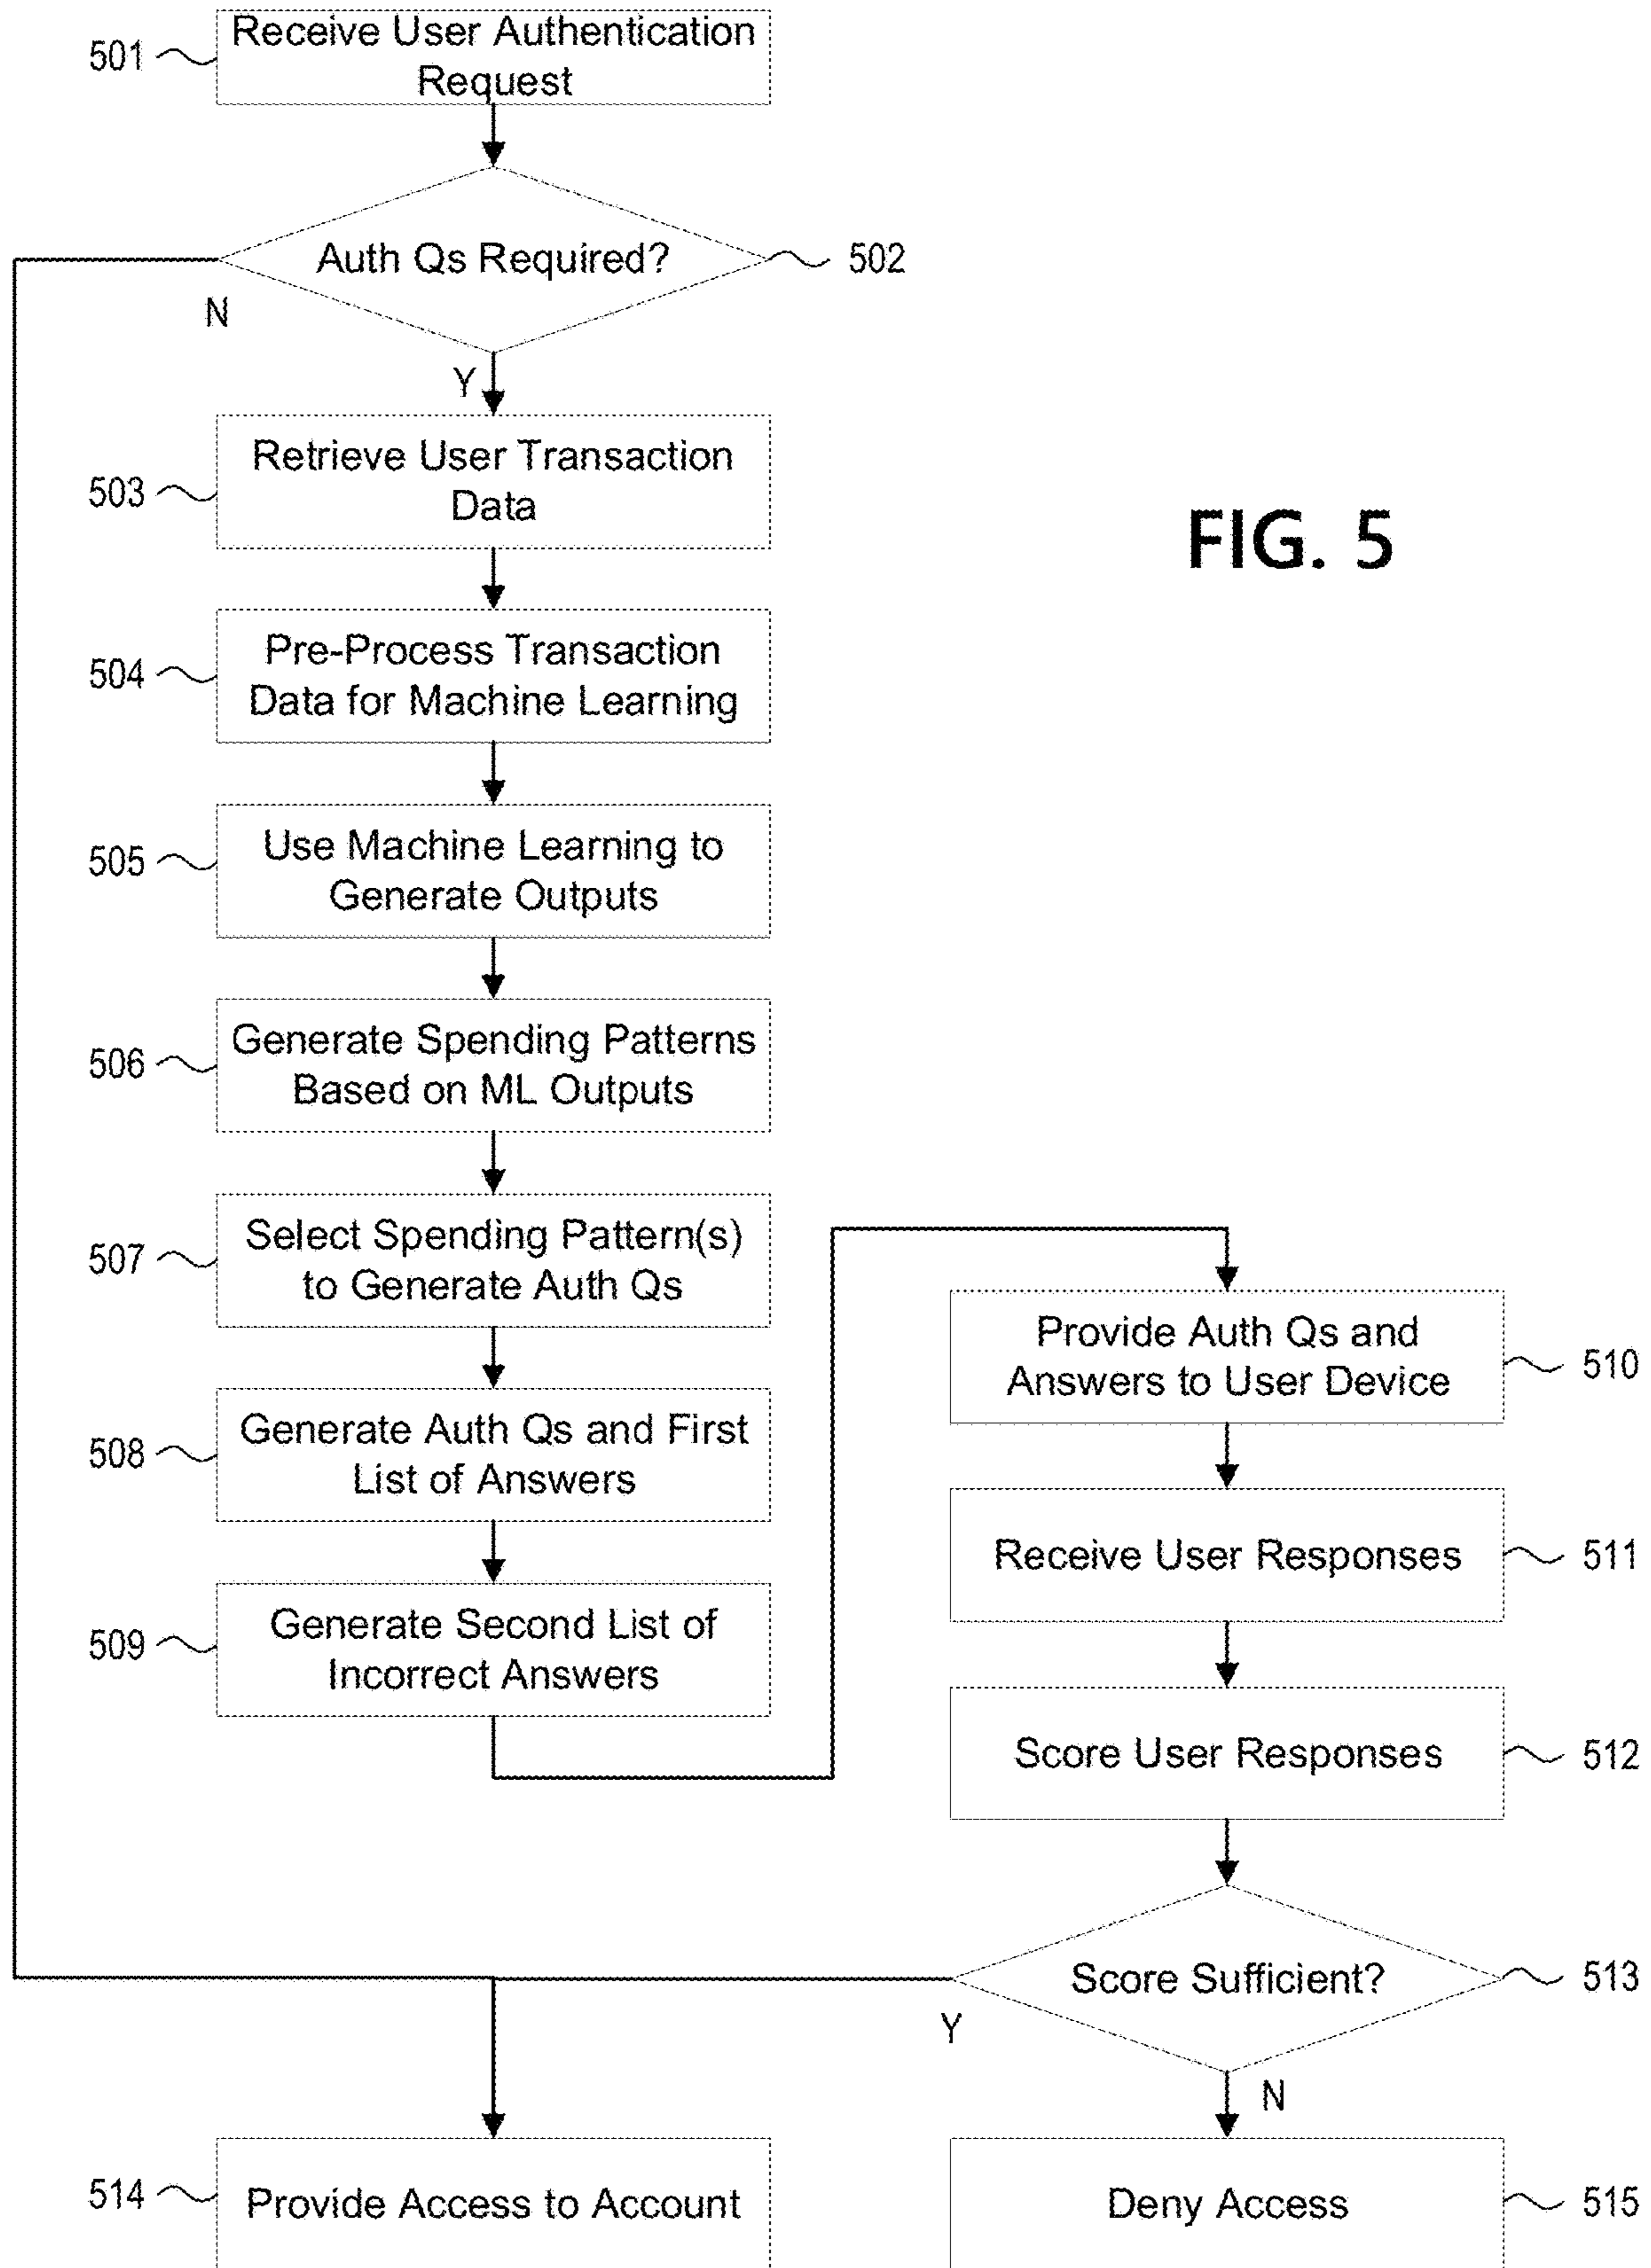 501
Receive User Authentication
Request
Auth Qs Required?
502
N
Y
503
Retrieve User Transaction
Data
FIG. 5
504
Pre-Process Transaction
Data for Machine Learning
505
Use Machine Learning to
Generate Outputs
506
Generate Spending Patterns
Based on ML Outputs
507
Select Spending Pattern(s)
to Generate Auth Qs
508
Generate Auth Qs and First
List of Answers
509
Generate Second List of
Incorrect Answers
Provide Auth Qs and
Answers to User Device
510
Receive User Responses
511
Score User Responses
512
Score Sufficient?
513
Y
N
514
Provide Access to Account
Deny Access
515